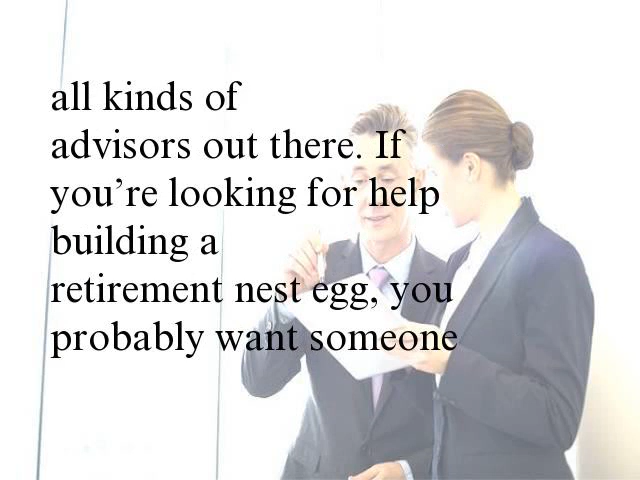 all kinds of
advisors out there. If
you’re looking for help
building a
retirement nest egg, you
probably want someone